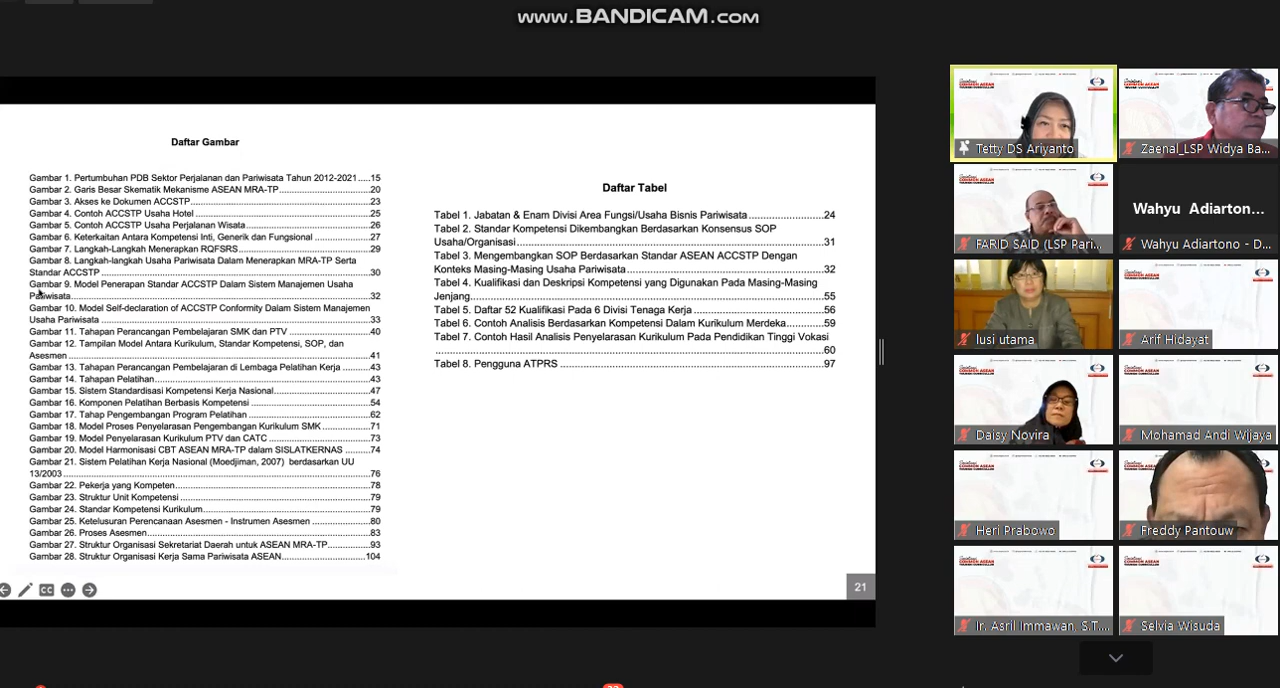 www.BANDICAM.com
Daftar Gambar
Gambar 1. Pertumbuhan PDB Sektor Perjalanan dan Pariwisata Tahun 2012-2021.....15
Gambar 2. Garis Besar Skematik Mekanisme ASEAN MRA-TP..............................20
Gambar 3. Akses ke Dokumen ACCSTP..............................23
Gambar 4. Contoh ACCSTP Usaha Hotel ..............................25
Gambar 5. Contoh ACCSTP Usaha Perjalanan Wisata..............................26
Gambar 6. Keterkaitan Antara Kompetensi Inti, Generik dan Fungsional ....................27
Gambar 7. Langkah-Langkah Menerapkan RQFSRS..............................29
Gambar 8. Langkah-langkah Usaha Pariwisata Dalam Menerapkan MRA-TP Serta
Standar ACCSTP ..............................30
Gambar 9. Model Penerapan Standar ACCSTP Dalam Sistem Manajemen Usaha
Pariwisata..............................32
Gambar 10. Model Self-declaration of ACCSTP Conformity Dalam Sistem Manajemen
Usaha Pariwisata ..............................33
Gambar 11. Tahapan Perancangan Pembelajaran SMK dan PTV ..............................40
Gambar 12. Tampilan Model Antara Kurikulum, Standar Kompetensi, SOP, dan
Asesmen ..............................41
Gambar 13. Tahapan Perancangan Pembelajaran di Lembaga Pelatihan Kerja ..........43
Gambar 14. Tahapan Pelatihan..............................43
Gambar 15. Sistem Standardisasi Kompetensi Kerja Nasional..............................47
Gambar 16. Komponen Pelatihan Berbasis Kompetensi ..............................54
Gambar 17. Tahap Pengembangan Program Pelatihan ..............................62
Gambar 18. Model Proses Penyelarasan Pengembangan Kurikulum SMK ..................71
Gambar 19. Model Penyelarasan Kurikulum PTV dan CATC ..............................73
Gambar 20. Model Harmonisasi CBT ASEAN MRA-TP dalam SISLATKERNAS ..........74
Gambar 21. Sistem Pelatihan Kerja Nasional (Moedjiman, 2007) berdasarkan UU
13/2003 ..............................76
Gambar 22. Pekerja yang Kompeten..............................78
Gambar 23. Struktur Unit Kompetensi ..............................79
Gambar 24. Standar Kompetensi Kurikulum..............................79
Gambar 25. Ketelusuran Perencanaan Asesmen - Instrumen Asesmen ....................80
Gambar 26. Proses Asesmen..............................83
Gambar 27. Struktur Organisasi Sekretariat Daerah untuk ASEAN MRA-TP...............93
Gambar 28. Struktur Organisasi Kerja Sama Pariwisata ASEAN..............................104
Daftar Tabel
Tabel 1. Jabatan & Enam Divisi Area Fungsi/Usaha Bisnis Pariwisata ....................24
Tabel 2. Standar Kompetensi Dikembangkan Berdasarkan Konsensus SOP
Usaha/Organisasi..............................31
Tabel 3. Mengembangkan SOP Berdasarkan Standar ASEAN ACCSTP Dengan
Konteks Masing-Masing Usaha Pariwisata..............................32
Tabel 4. Kualifikasi dan Deskripsi Kompetensi yang Digunakan Pada Masing-Masing
Jenjang..............................55
Tabel 5. Daftar 52 Kualifikasi Pada 6 Divisi Tenaga Kerja ..............................56
Tabel 6. Contoh Analisis Berdasarkan Kompetensi Dalam Kurikulum Merdeka............59
Tabel 7. Contoh Hasil Analisis Penyelarasan Kurikulum Pada Pendidikan Tinggi Vokasi
..............................60
Tabel 8. Pengguna ATPRS ..............................97
CC
21
Tetty DS Ariyanto
Zaenal_LSP Widya Ba...
FARID SAID (LSP Pari...
Wahyu Adiarton...
Wahyu Adiartono - D...
lusi utama
Arif Hidayat
Daisy Novira
Mohamad Andi Wijaya
Heri Prabowo
Freddy Pantouw
Ir. Asril Immawan. S.T....
Selvia Wisuda